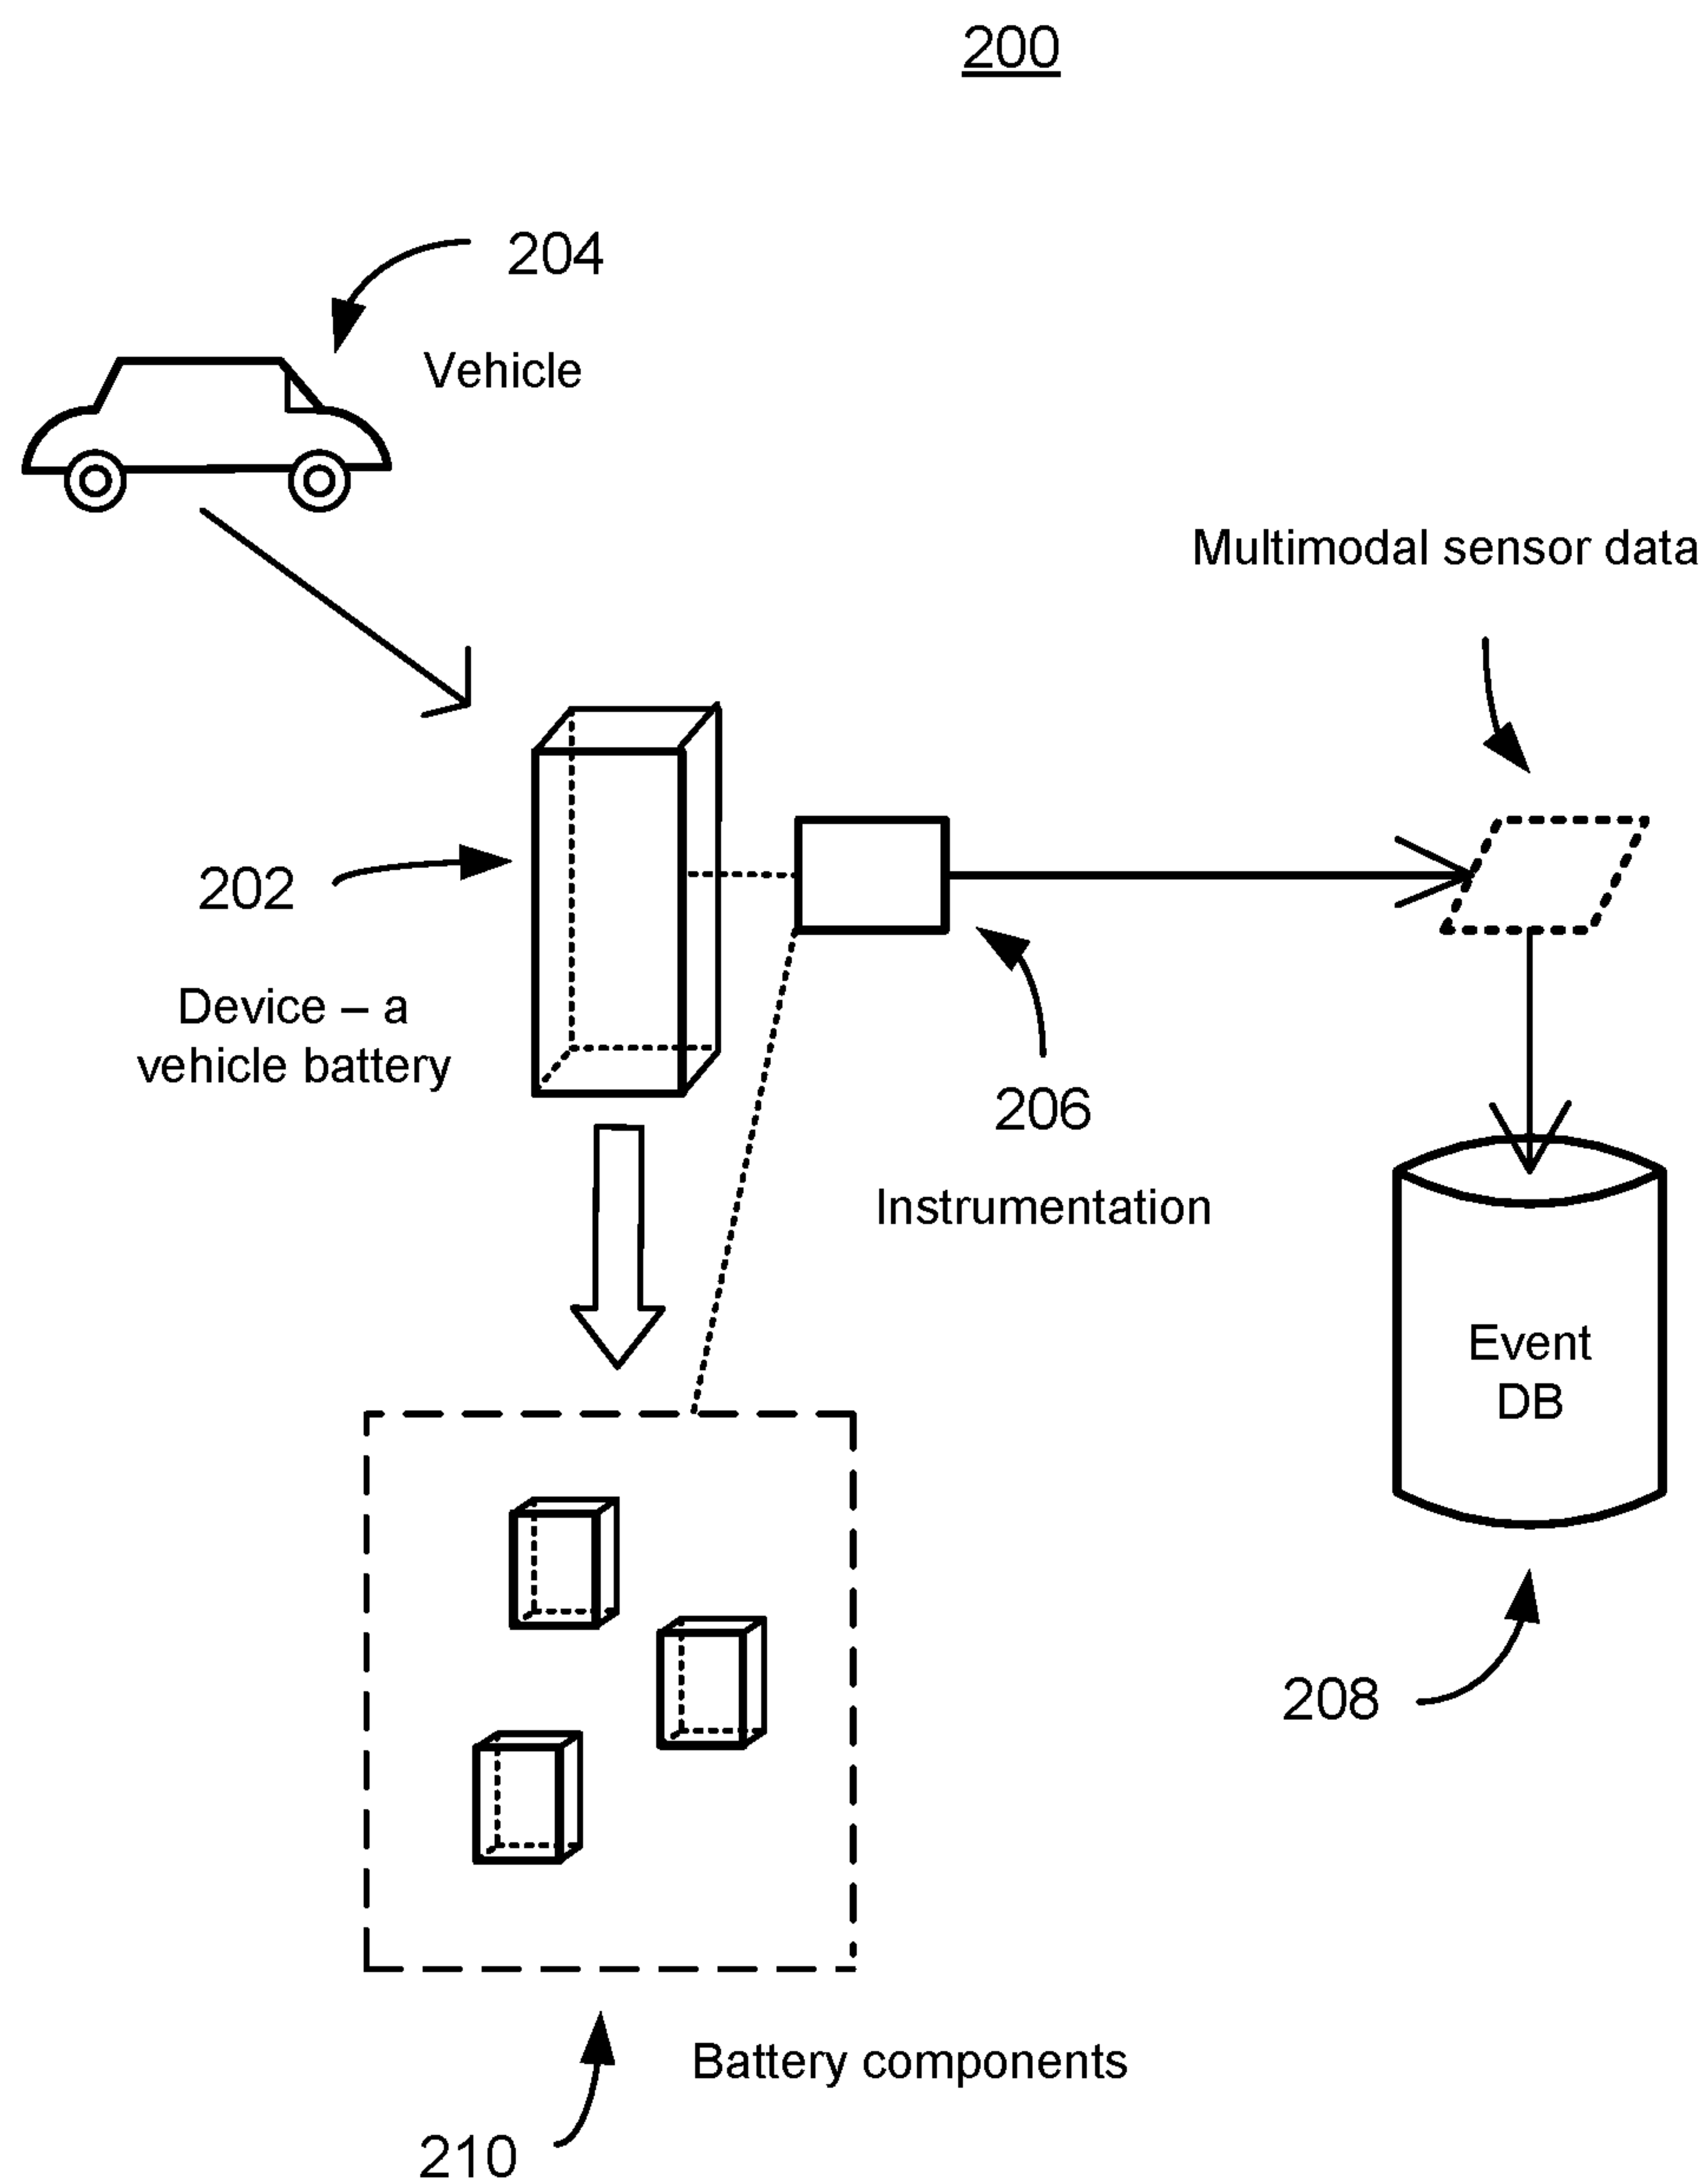 200
204
Vehicle
Multimodal sensor data
202
Device – a
vehicle battery
206
Instrumentation
Event
DB
208
Battery components
210